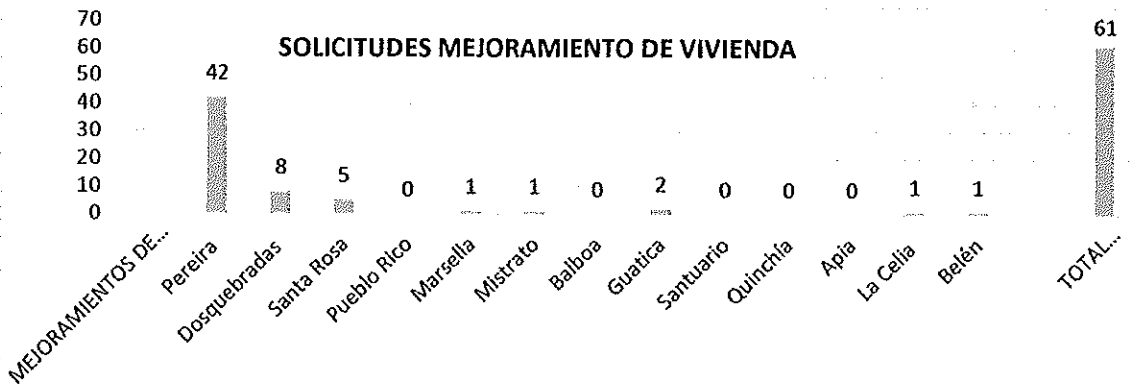 SOLICITUDES MEJORAMIENTO DE VIVIENDA
70
60
50
40
30
20
10
0
42
8
5
0
1
1
0
2
0
0
0
1
1
61
MEJORAMIENTOS DE...
Pereira
Dosquebradas
Santa Rosa
Pueblo Rico
Marsella
Mistrato
Balboa
Guatica
Santuario
Quinchía
Apia
La Celia
Belén
TOTAL...